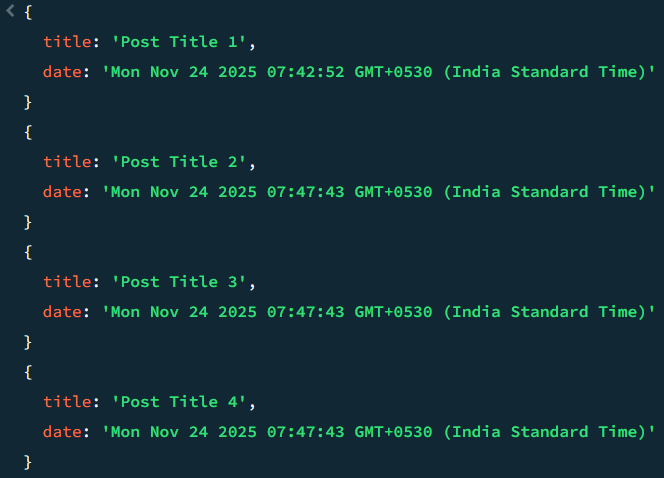 {
title: 'Post Title 1',
date: 'Mon Nov 24 2025 07:42:52 GMT+0530 (India Standard Time)'
}
{
title: 'Post Title 2',
date: 'Mon Nov 24 2025 07:47:43 GMT+0530 (India Standard Time)'
}
{
title: 'Post Title 3',
date: 'Mon Nov 24 2025 07:47:43 GMT+0530 (India Standard Time)'
}
{
title: 'Post Title 4',
date: 'Mon Nov 24 2025 07:47:43 GMT+0530 (India Standard Time)'
}